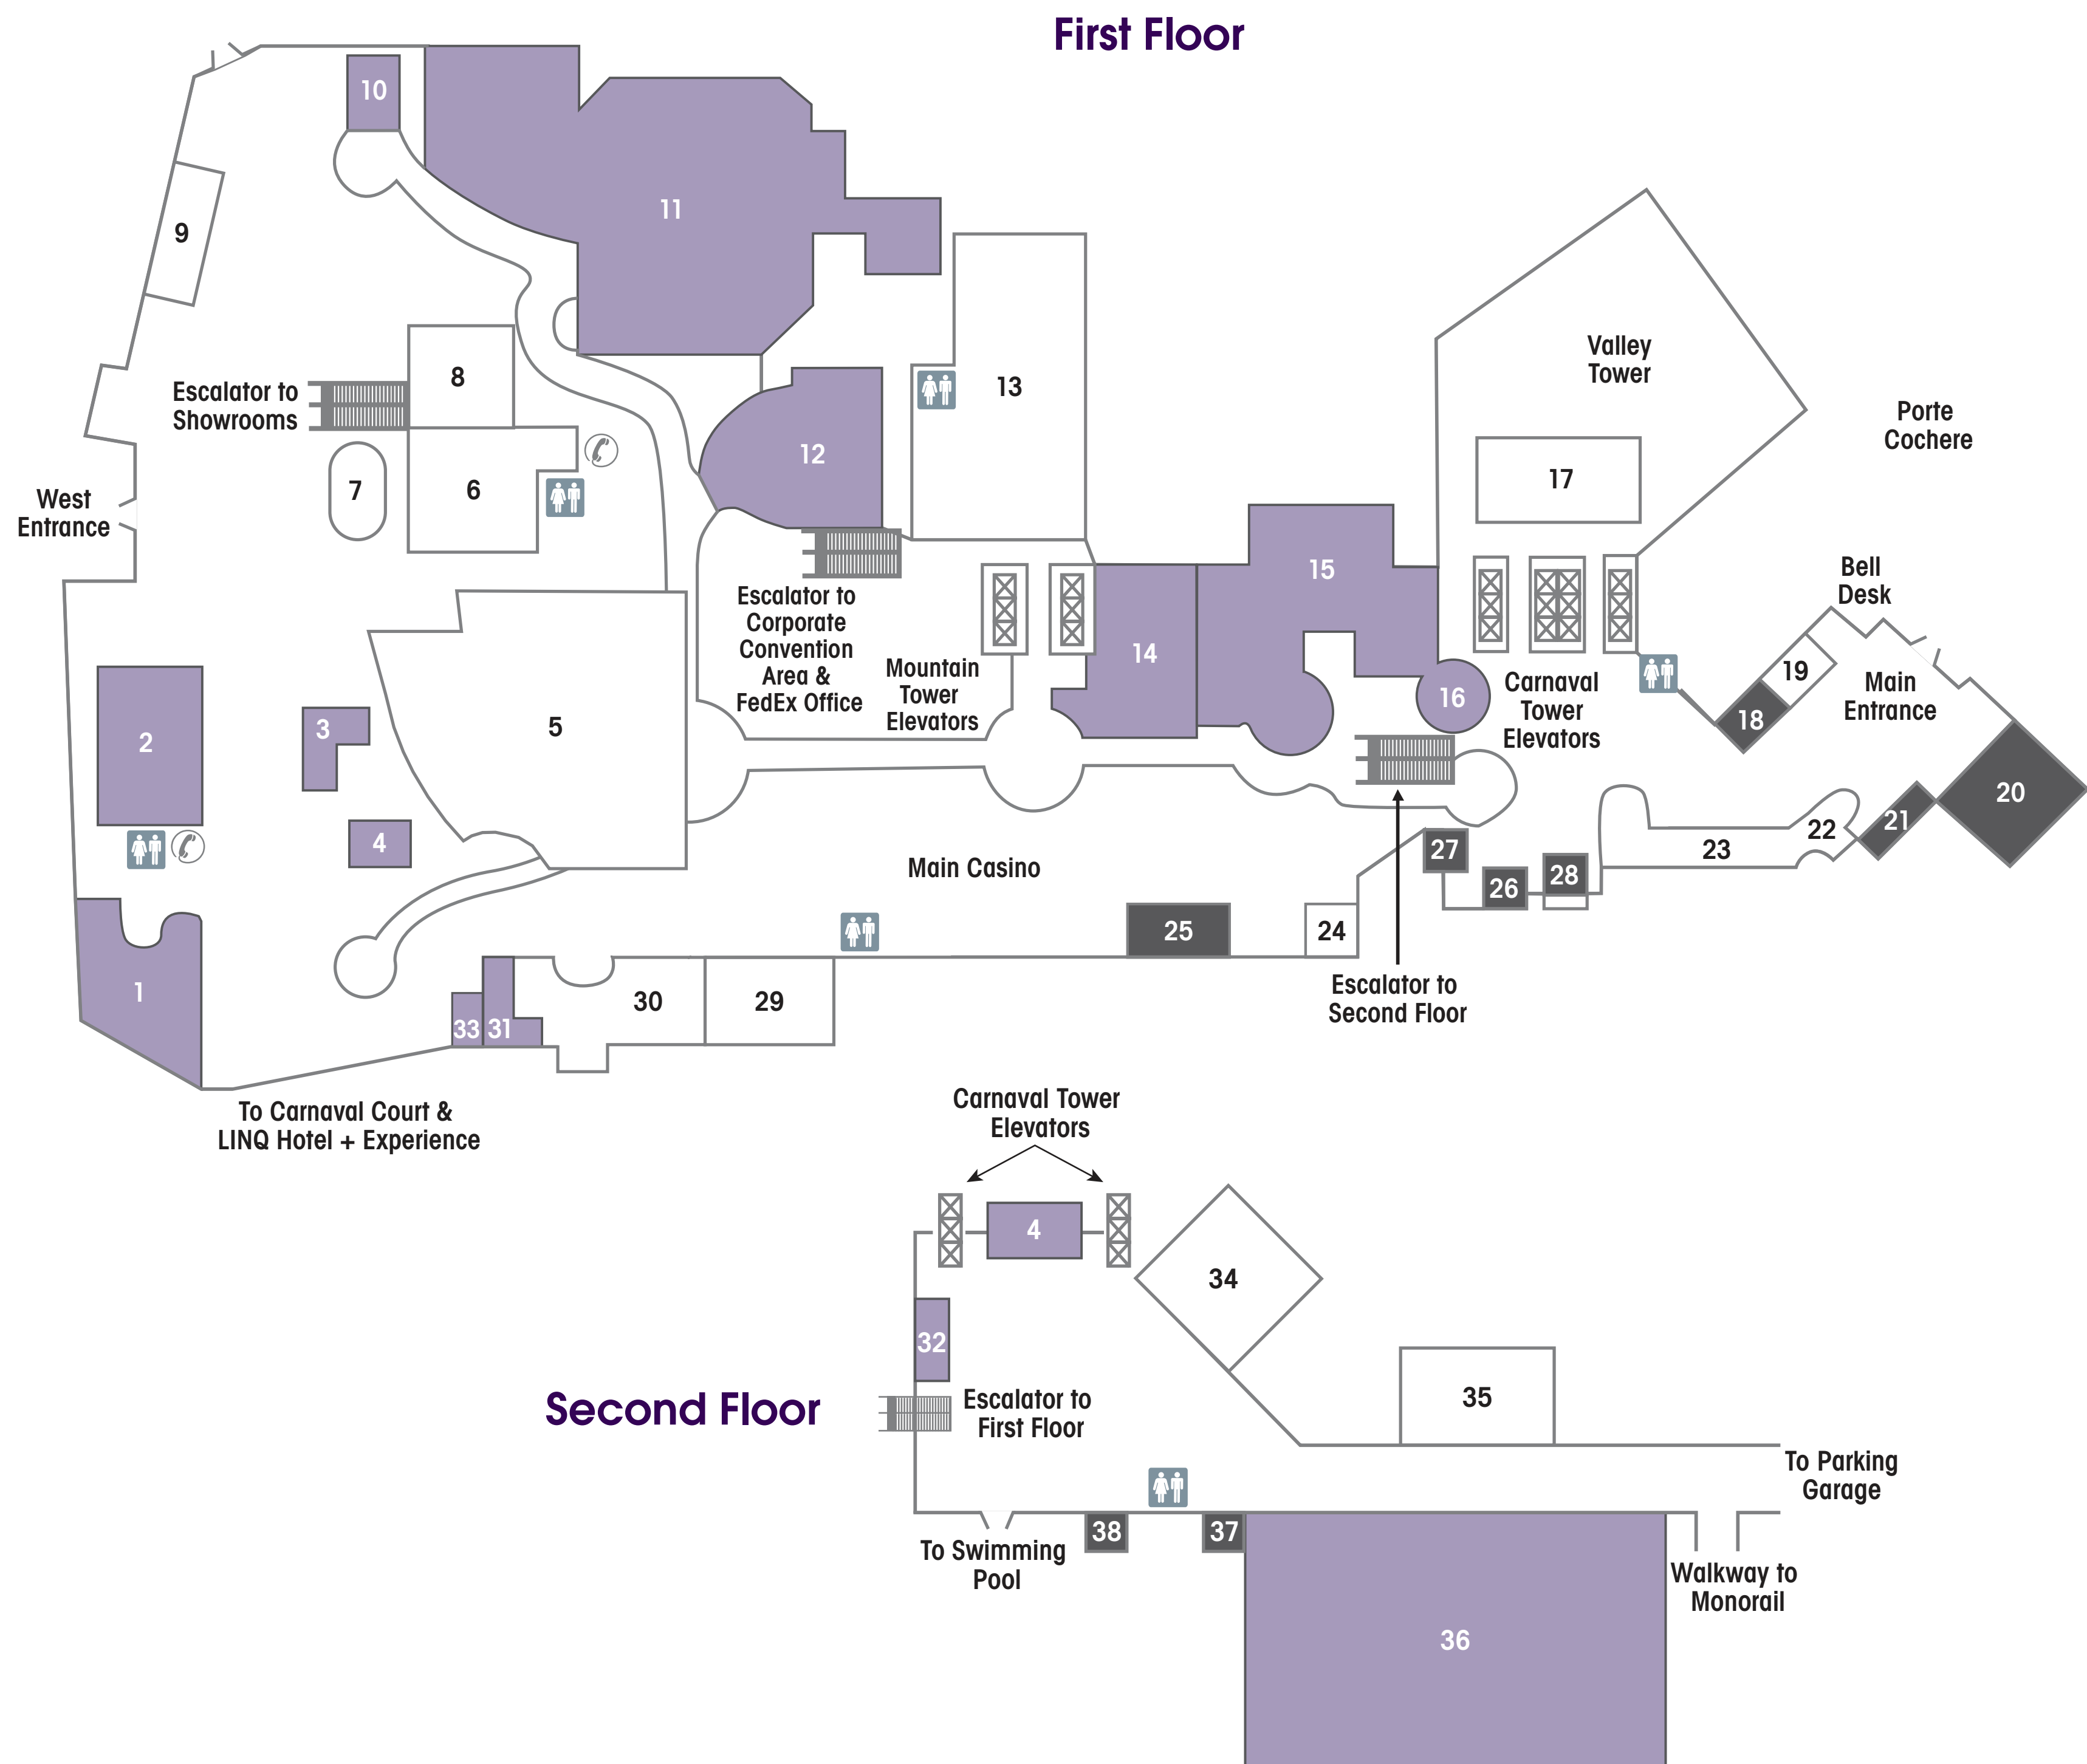 First Floor
10
11
9
Escalator to
Showrooms
8
7
6
West
Entrance
12
13
Valley
Tower
17
Porte
Cochere
Bell
Desk
Escalator to
Corporate
Convention
Area &
FedEx Office
Mountain
Tower
Elevators
14
15
16
Carnaval
Tower
Elevators
19
18
Main
Entrance
20
21
22
23
2
3
4
5
Main Casino
27
26
28
25
24
Escalator to
Second Floor
1
33
31
30
29
To Carnaval Court &
LINQ Hotel + Experience
Carnaval Tower
Elevators
4
34
32
35
Second Floor
Escalator to
First Floor
To Parking
Garage
38
37
To Swimming
Pool
Walkway to
Monorail
36